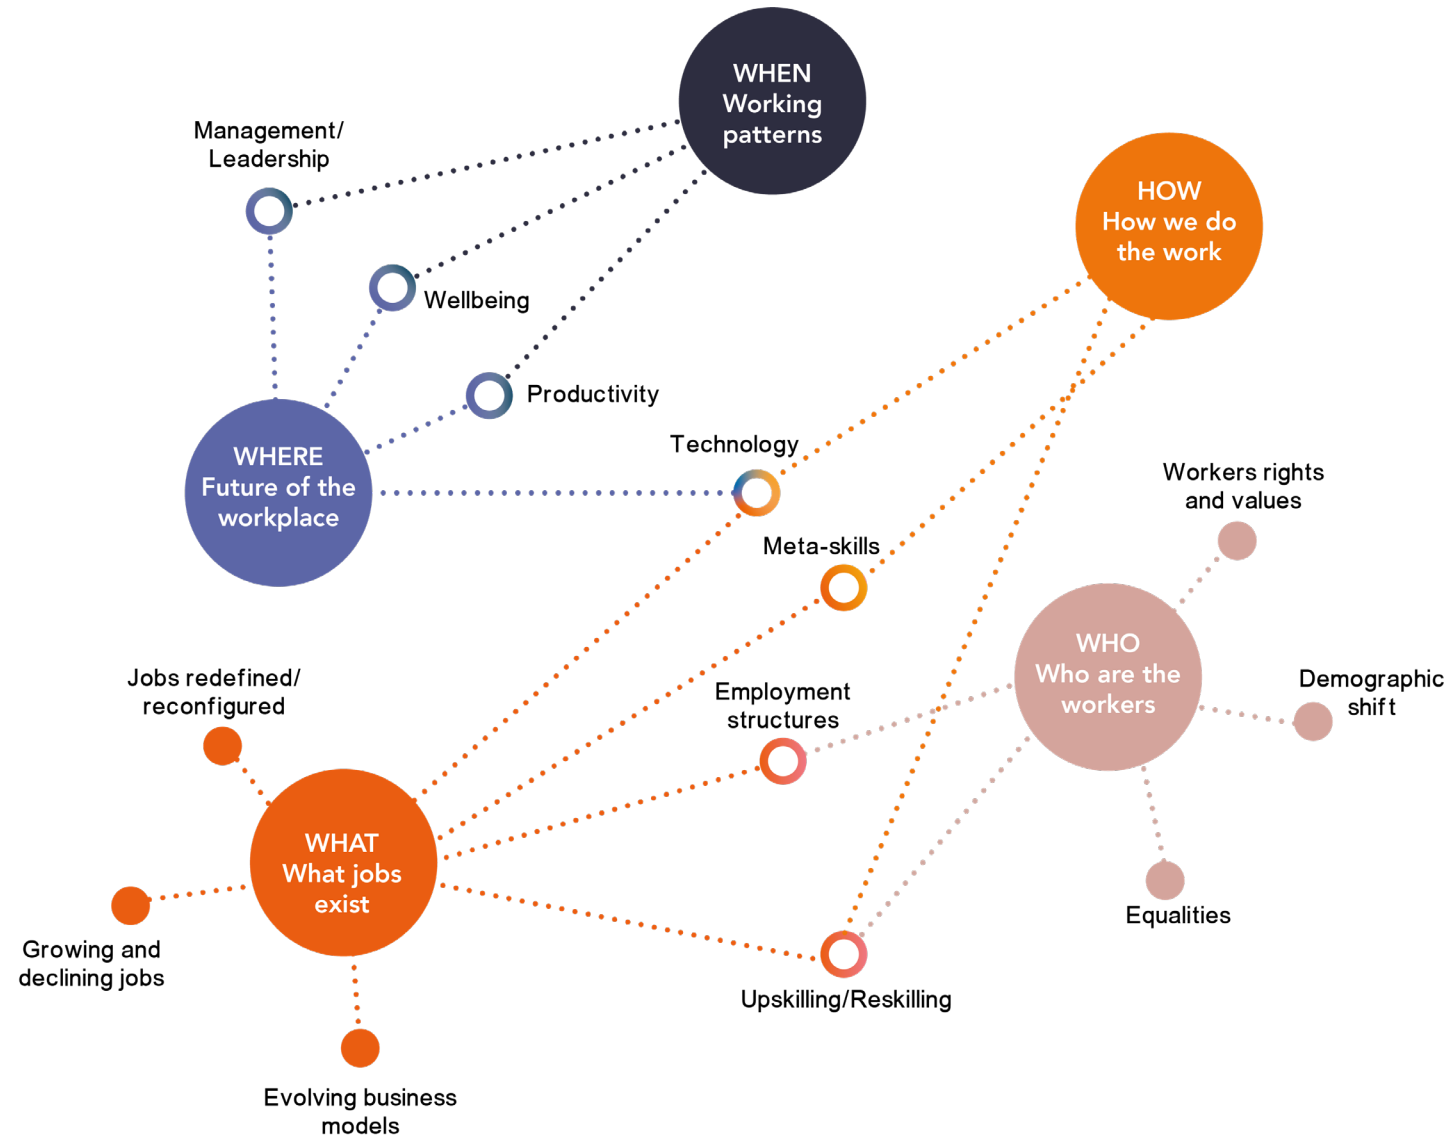 WHEN
Working
patterns
Management/
Leadership
HOW
How we do
the work
Wellbeing
Productivity
WHERE
Future of the
workplace
Technology
Workers rights
and values
Meta-skills
WHO
Who are the
workers
Jobs redefined/
reconfigured
Employment
structures
Demographic
shift
WHAT
What jobs
exist
Equalities
Growing and
declining jobs
Upskilling/Reskilling
Evolving business
models